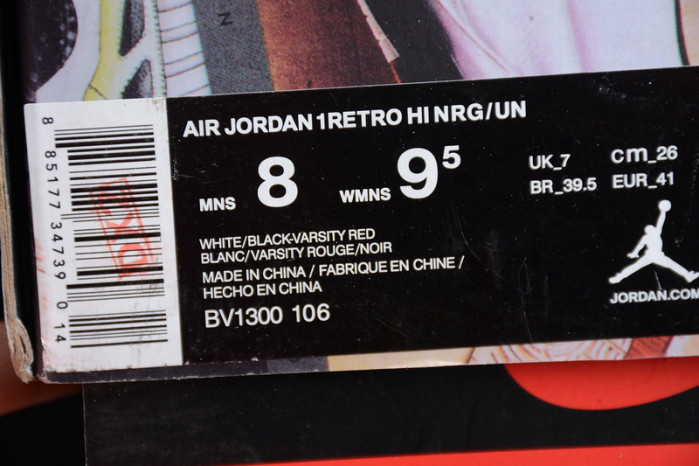 AIR JORDAN 1RETRO HI NRG/UN
MNS 8 WMNS 9⁵
UK_7 cm_26
BR_39.5 EUR_41
WHITE/BLACK-VARSITY RED
BLANC/VARSITY ROUGE/NOIR
MADE IN CHINA / FABRIQUE EN CHINE /
HECHO EN CHINA
BV1300 106
JORDAN.COM
8 85177 34739 0 14